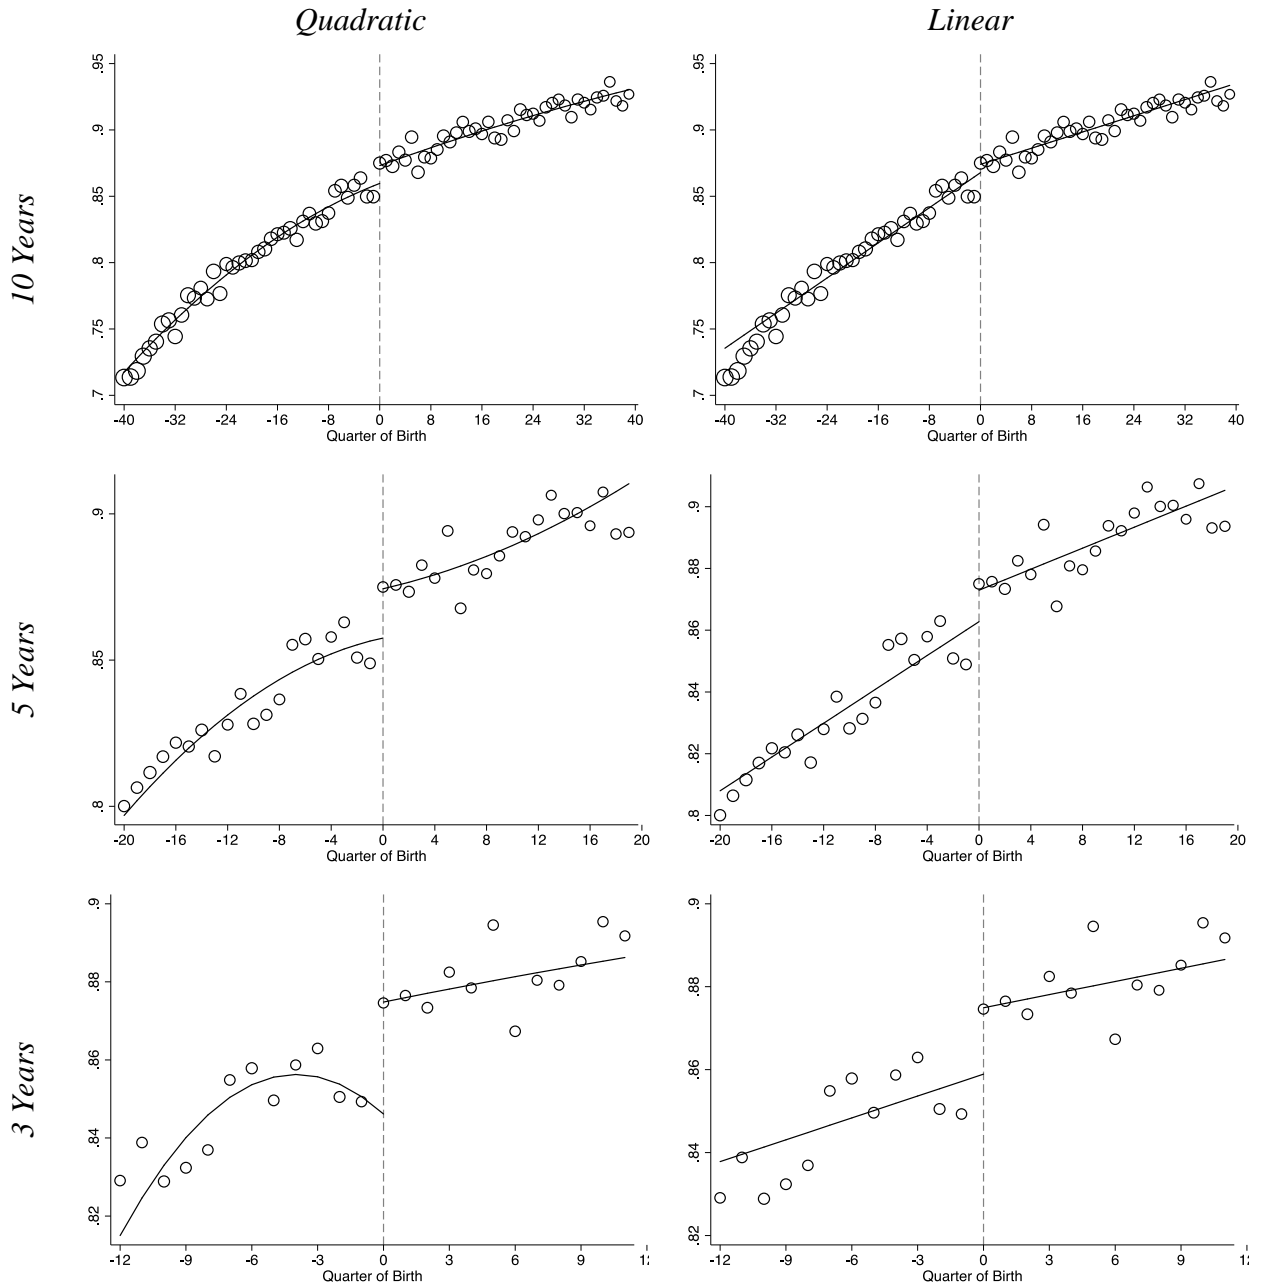 Quadratic Linear
10 Years
.95 .9 .85 .8 .75 .7
-40 -32 -24 -16 -8 0 8 16 24 32 40
Quarter of Birth
.95 .9 .85 .8 .75 .7
-40 -32 -24 -16 -8 0 8 16 24 32 40
Quarter of Birth
5 Years
.9 .85 .8
-20 -16 -12 -8 -4 0 4 8 12 16 20
Quarter of Birth
.9 .88 .86 .84 .82 .8
-20 -16 -12 -8 -4 0 4 8 12 16 20
Quarter of Birth
3 Years
.9 .88 .86 .84 .82
-12 -9 -6 -3 0 3 6 9
Quarter of Birth
.9 .88 .86 .84 .82
-12 -9 -6 -3 0 3 6 9
Quarter of Birth